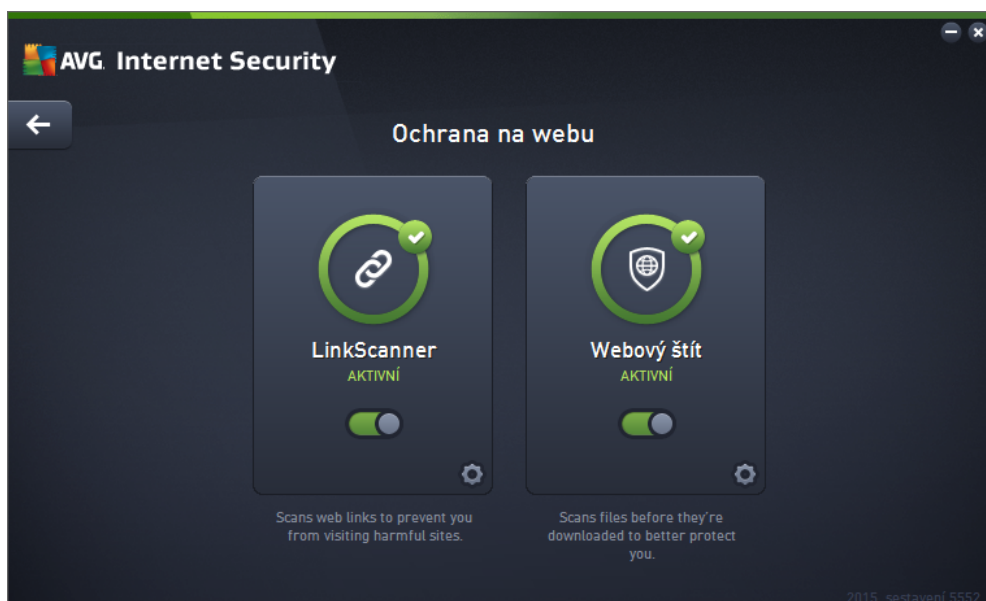 AVG. Internet Security
Ochrana na webu
LinkScanner
AKTIVNÍ
Scans web links to prevent you
from visiting harmful sites.
Webový štít
AKTIVNÍ
Scans files before they're
downloaded to better protect
you.
2015, sestavení 5552